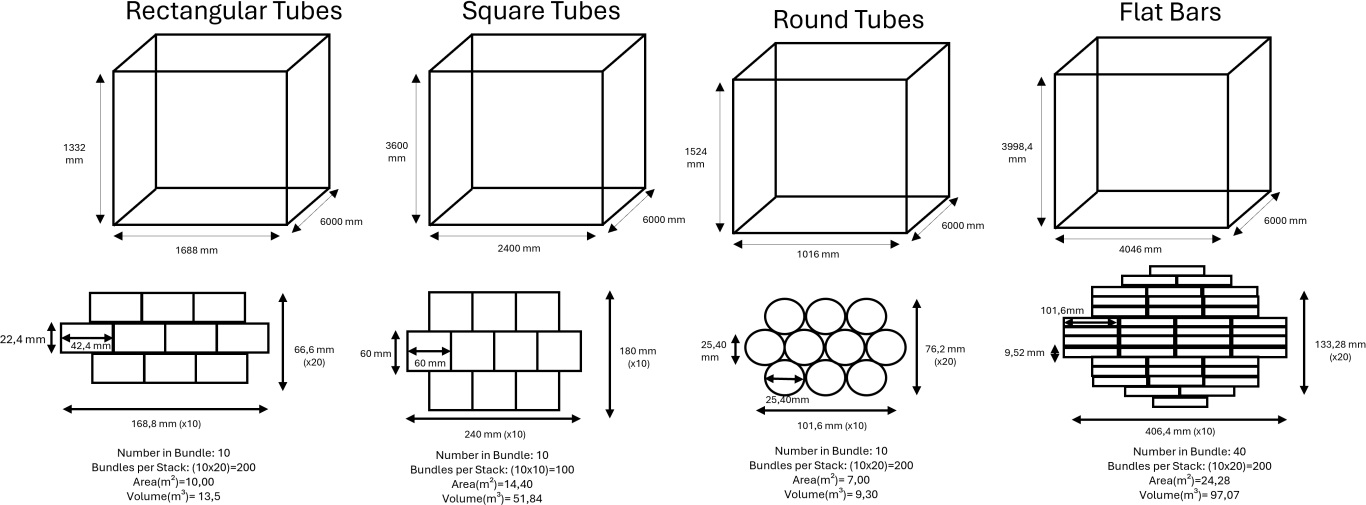 Rectangular Tubes
1332
mm
6000 mm
1688 mm
22,4 mm
42,4 mm
66,6 mm
(x20)
168,8 mm (x10)
Number in Bundle: 10
Bundles per Stack: (10x20)=200
Area(m²)=10,00
Volume(m³)= 13,5
Square Tubes
3600
mm
6000 mm
2400 mm
60 mm
60 mm
180 mm
(x10)
240 mm (x10)
Number in Bundle: 10
Bundles per Stack: (10x10)=100
Area(m²)=14,40
Volume(m³)= 51,84
Round Tubes
1524
mm
6000 mm
1016 mm
25,40
mm
25,40mm
76,2 mm
(x20)
101,6 mm (x10)
Number in Bundle: 10
Bundles per Stack: (10x20)=200
Area(m²)= 7,00
Volume(m³)= 9,30
Flat Bars
3998,4
mm
6000 mm
4046 mm
101,6mm
9,52 mm
133,28 mm
(x20)
406,4 mm (x10)
Number in Bundle: 40
Bundles per Stack: (10x20)=200
Area(m²)=24,28
Volume(m³)= 97,07